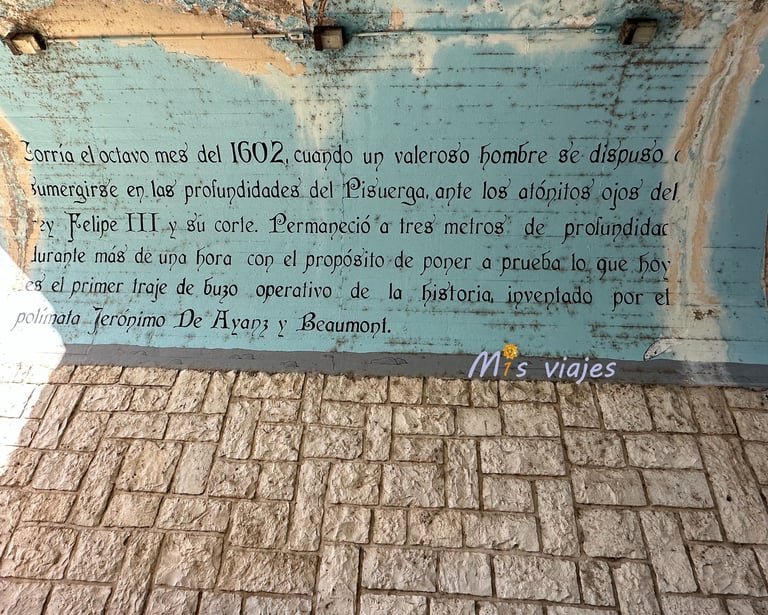 Corría el octavo mes del 1602, cuando un valeroso hombre se dispuso a
sumergirse en las profundidades del Pisuerga, ante los atónitos ojos del
rey Felipe III y su corte. Permaneció a tres metros de profundidad
durante más de una hora con el propósito de poner a prueba lo que hoy
es el primer traje de buzo operativo de la historia, inventado por el
polímata Jerónimo De Ayanz y Beaumont.
Mis viajes